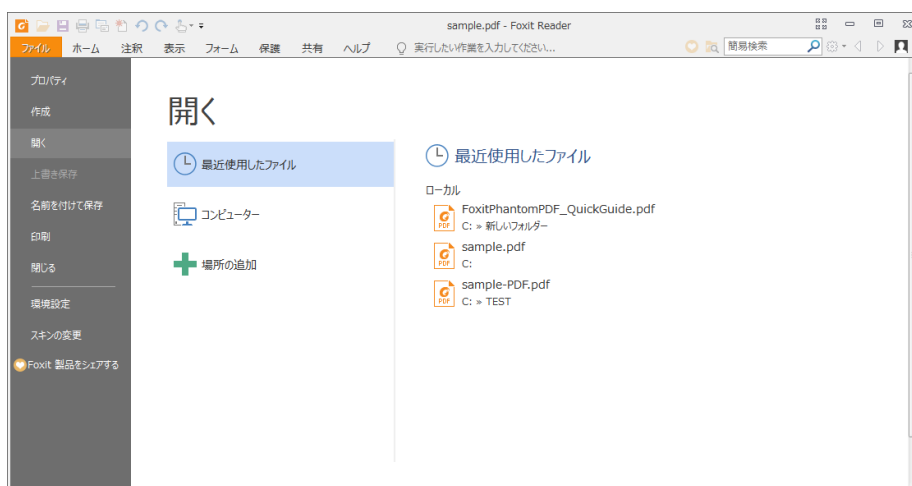 sample.pdf - Foxit Reader
ファイル ホーム 注釈 表示 フォーム 保護 共有 ヘルプ 実行したい作業を入力してください... 簡易検索
プロパティ
作成
開く
上書き保存
名前を付けて保存
印刷
閉じる
環境設定
スキンの変更
Foxit 製品をシェアする
開く
最近使用したファイル
コンピューター
場所の追加
最近使用したファイル
ローカル
FoxitPhantomPDF_QuickGuide.pdf
PDF C: » 新しいフォルダー
sample.pdf
PDF C:
sample-PDF.pdf
PDF C: » TEST